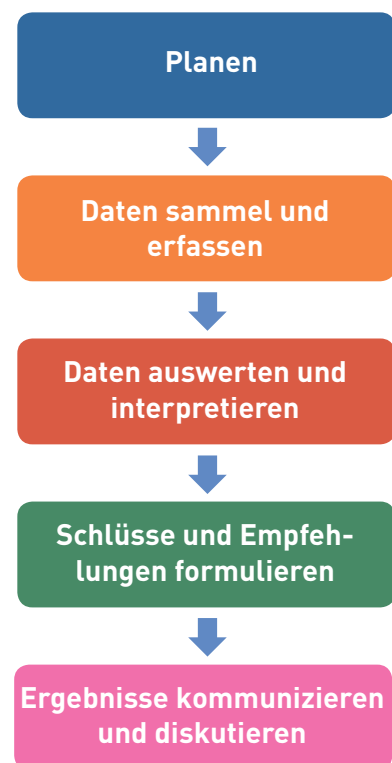 Planen
Daten sammel und
erfassen
Daten auswerten und
interpretieren
Schlüsse und Empfeh-
lungen formulieren
Ergebnisse kommunizieren
und diskutieren